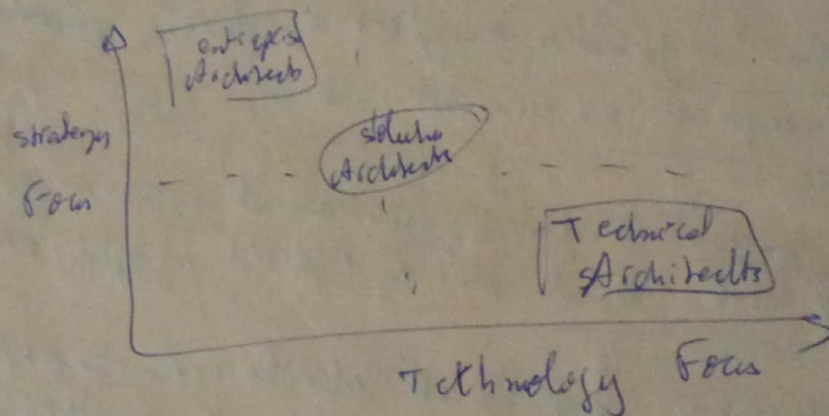 enterprise
Architects
Strategy
Focus
Solution
Architects
Technical
Architects
Technology Focus